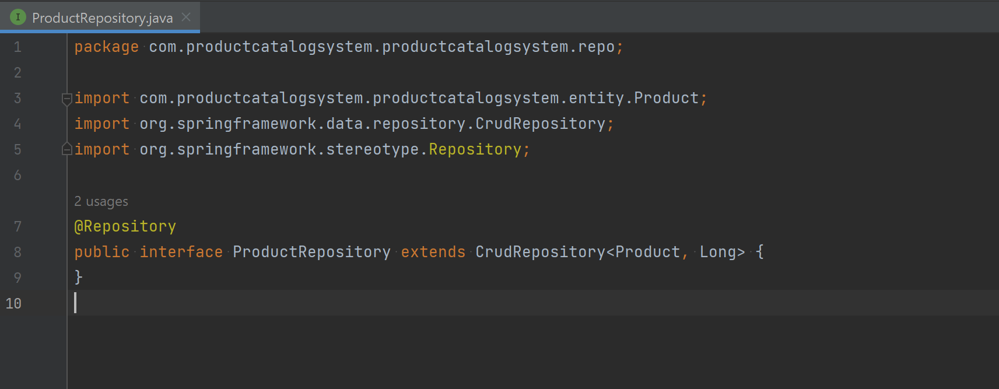 I ProductRepository.java
1 package com.productcatalogsystem.productcatalogsystem.repo;
2
3 import com.productcatalogsystem.productcatalogsystem.entity.Product;
4 import org.springframework.data.repository.CrudRepository;
5 import org.springframework.stereotype.Repository;
6
2 usages
7 @Repository
8 public interface ProductRepository extends CrudRepository<Product, Long> {
9 }
10